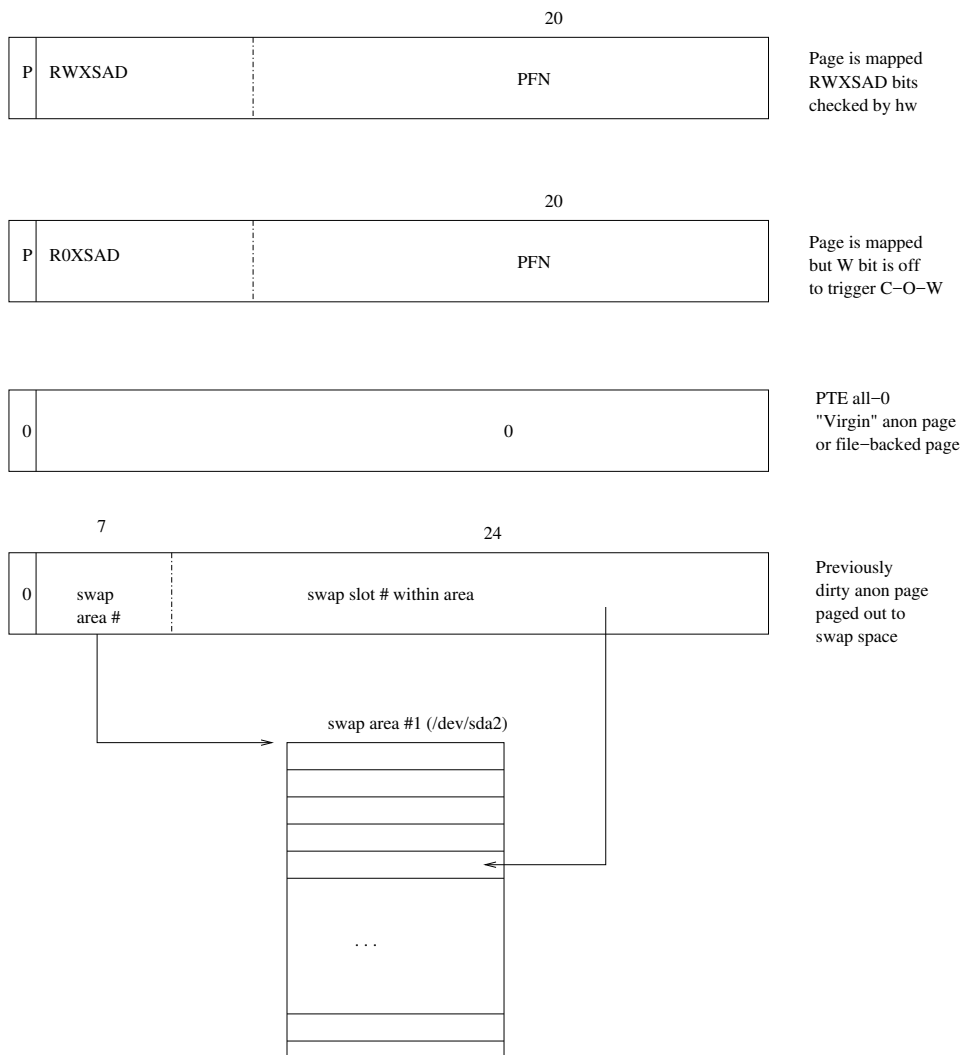 20
P RWXSAD PFN
Page is mapped
RWXSAD bits
checked by hw
20
P R0XSAD PFN
Page is mapped
but W bit is off
to trigger C−O−W
0 0
PTE all−0
"Virgin" anon page
or file−backed page
7 24
0 swap
area #
swap slot # within area
Previously
dirty anon page
paged out to
swap space
swap area #1 (/dev/sda2)
. . .